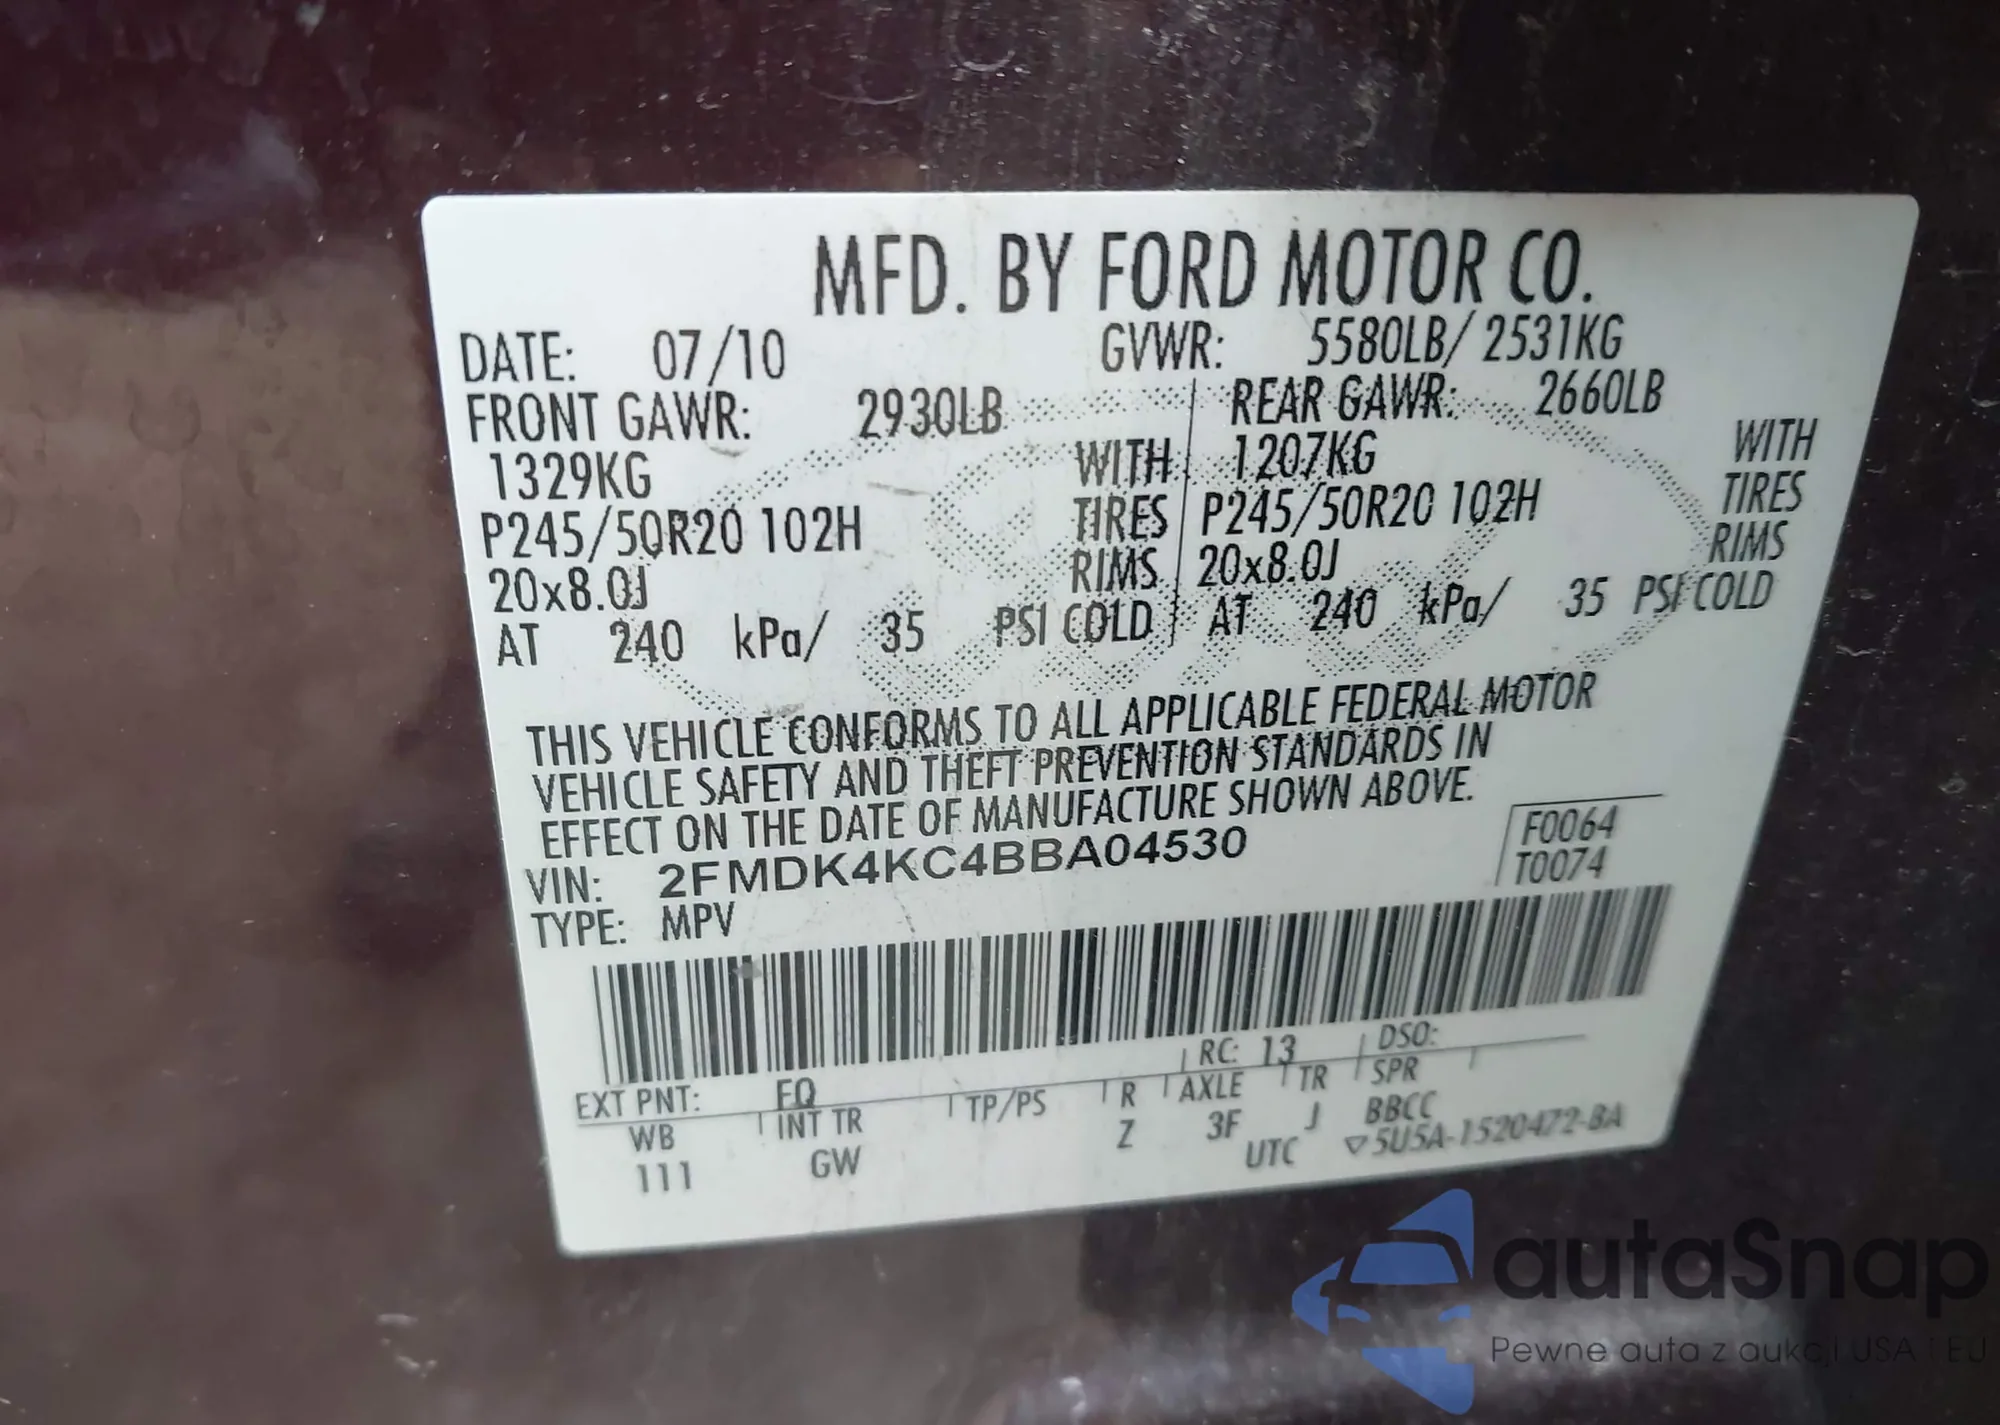 MFD. BY FORD MOTOR CO.
DATE: 07/10 GVWR: 5580LB/ 2531KG
FRONT GAWR: 2930LB REAR GAWR: 2660LB
1329KG WITH 1207KG WITH
P245/50R20 102H TIRES P245/50R20 102H TIRES
20x8.0J RIMS 20x8.0J RIMS
AT 240 kPa/ 35 PSI COLD AT 240 kPa/ 35 PSI COLD
THIS VEHICLE CONFORMS TO ALL APPLICABLE FEDERAL MOTOR
VEHICLE SAFETY AND THEFT PREVENTION STANDARDS IN
EFFECT ON THE DATE OF MANUFACTURE SHOWN ABOVE.
VIN: 2FMDK4KC4BBA04530 F0064
TYPE: MPV T0074
EXT PNT: FQ RC: 13 DSO:
WB INT TR TP/PS R AXLE TR SPR
111 GW Z 3F J BBCC
UTC ▽5U5A-1520472-BA
autaSnap
Pewne auta z aukcji USA i EU